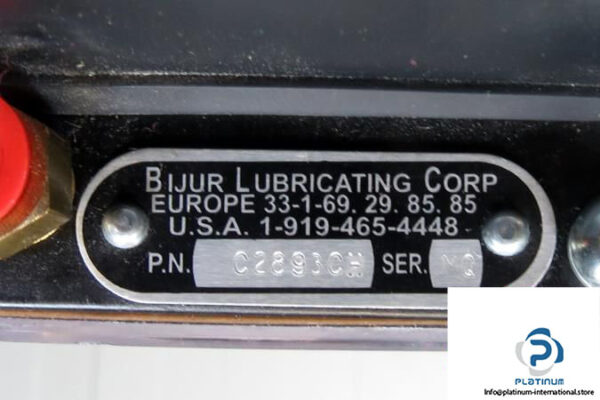 BIJUR LUBRICATING CORP
EUROPE 33-1-69. 29. 85. 85
U.S.A. 1-919-465-4448
P.N. C2893CH SER. MQ
PLATINUM
Info@platinum-international.store